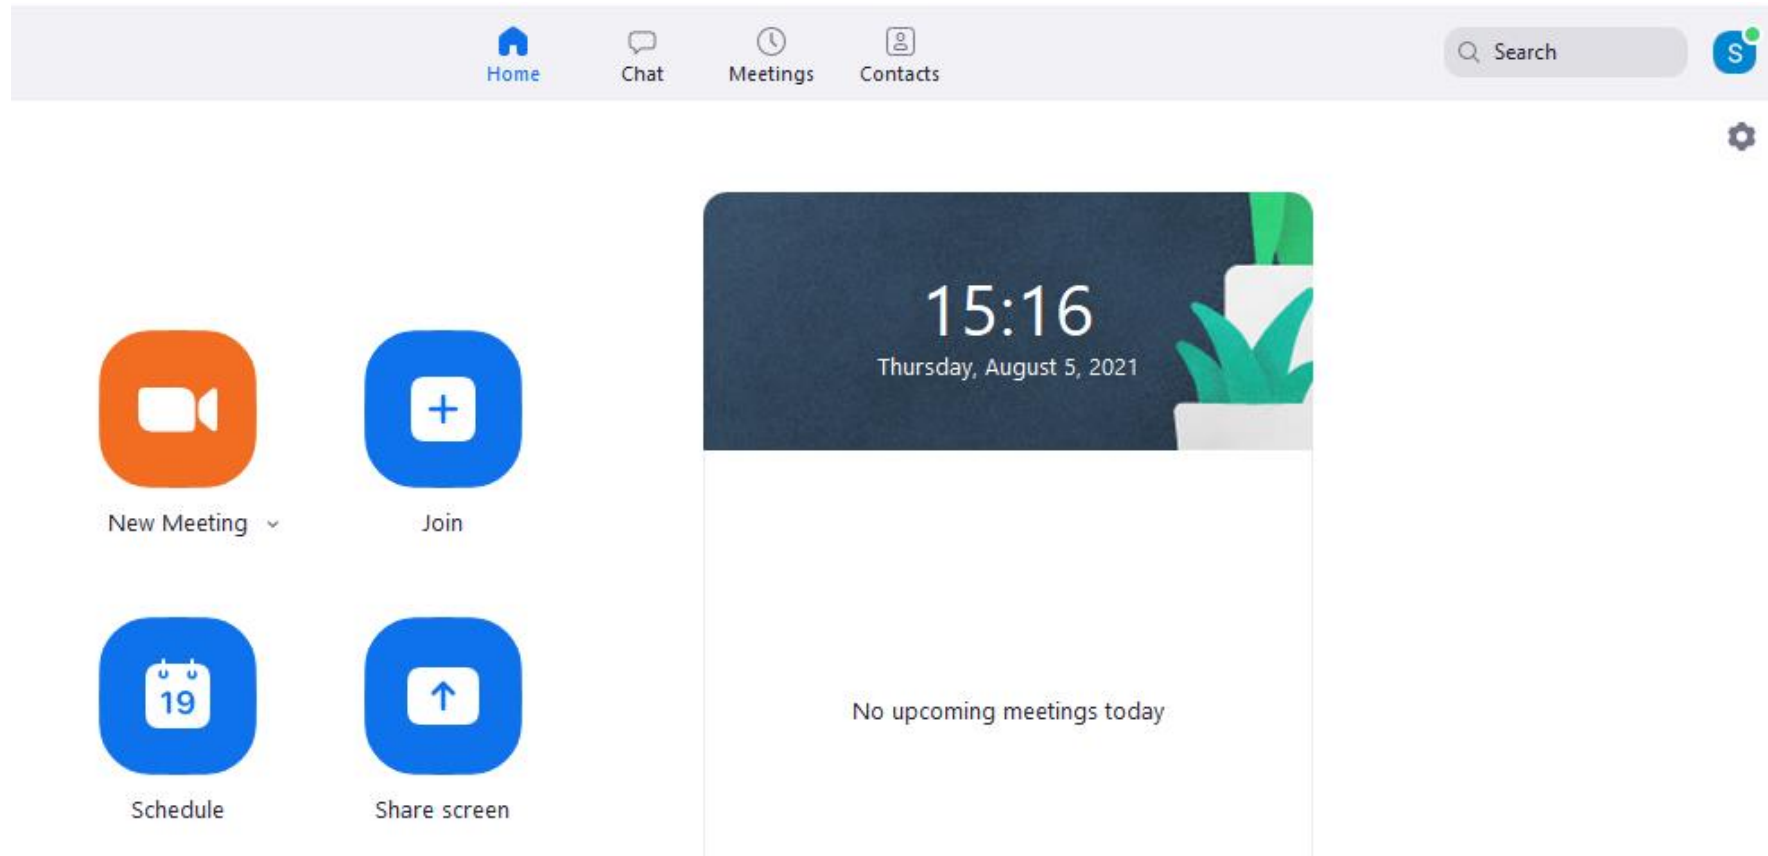 Home
Chat
Meetings
Contacts
Search
S
15:16
Thursday, August 5, 2021
New Meeting
Join
19
No upcoming meetings today
Schedule
Share screen